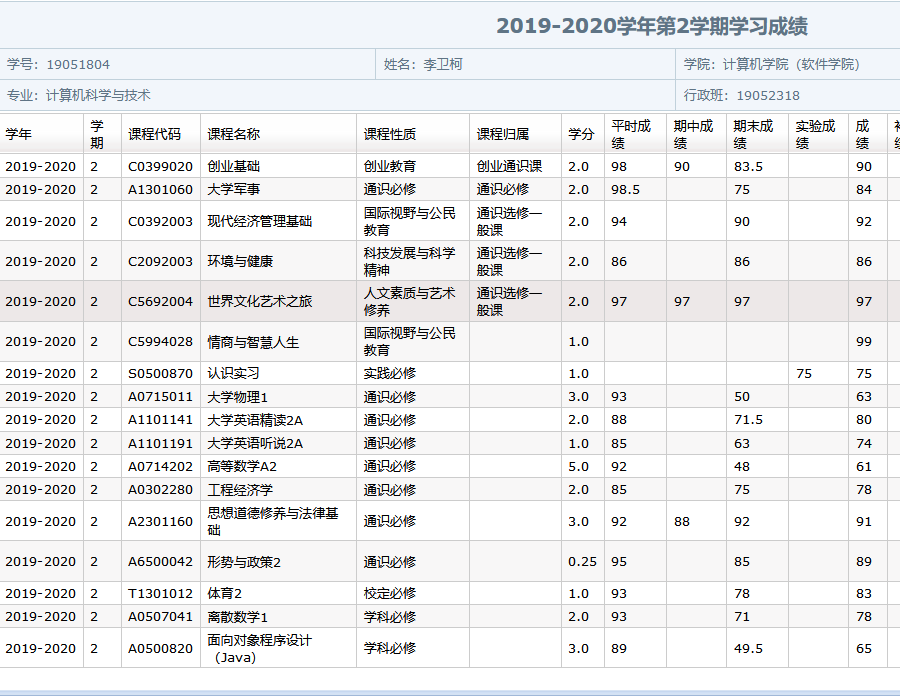 2019-2020学年第2学期学习成绩
学号：19051804 姓名：李卫柯 学院：计算机学院（软件学院）
专业：计算机科学与技术 行政班：19052318
学年 学期 课程代码 课程名称 课程性质 课程归属 学分 平时成绩 期中成绩 期末成绩 实验成绩 成绩
2019-2020 2 C0399020 创业基础 创业教育 创业通识课 2.0 98 90 83.5 90
2019-2020 2 A1301060 大学军事 通识必修 通识必修 2.0 98.5 75 84
2019-2020 2 C0392003 现代经济管理基础 国际视野与公民教育 通识选修一般课 2.0 94 90 92
2019-2020 2 C2092003 环境与健康 科技发展与科学精神 通识选修一般课 2.0 86 86 86
2019-2020 2 C5692004 世界文化艺术之旅 人文素质与艺术修养 通识选修一般课 2.0 97 97 97 97
2019-2020 2 C5994028 情商与智慧人生 国际视野与公民教育 1.0 99
2019-2020 2 S0500870 认识实习 实践必修 1.0 75 75
2019-2020 2 A0715011 大学物理1 通识必修 3.0 93 50 63
2019-2020 2 A1101141 大学英语精读2A 通识必修 2.0 88 71.5 80
2019-2020 2 A1101191 大学英语听说2A 通识必修 1.0 85 63 74
2019-2020 2 A0714202 高等数学A2 通识必修 5.0 92 48 61
2019-2020 2 A0302280 工程经济学 通识必修 2.0 85 75 78
2019-2020 2 A2301160 思想道德修养与法律基础 通识必修 3.0 92 88 92 91
2019-2020 2 A6500042 形势与政策2 通识必修 0.25 95 85 89
2019-2020 2 T1301012 体育2 校定必修 1.0 93 78 83
2019-2020 2 A0507041 离散数学1 学科必修 2.0 93 71 78
2019-2020 2 A0500820 面向对象程序设计（Java） 学科必修 3.0 89 49.5 65